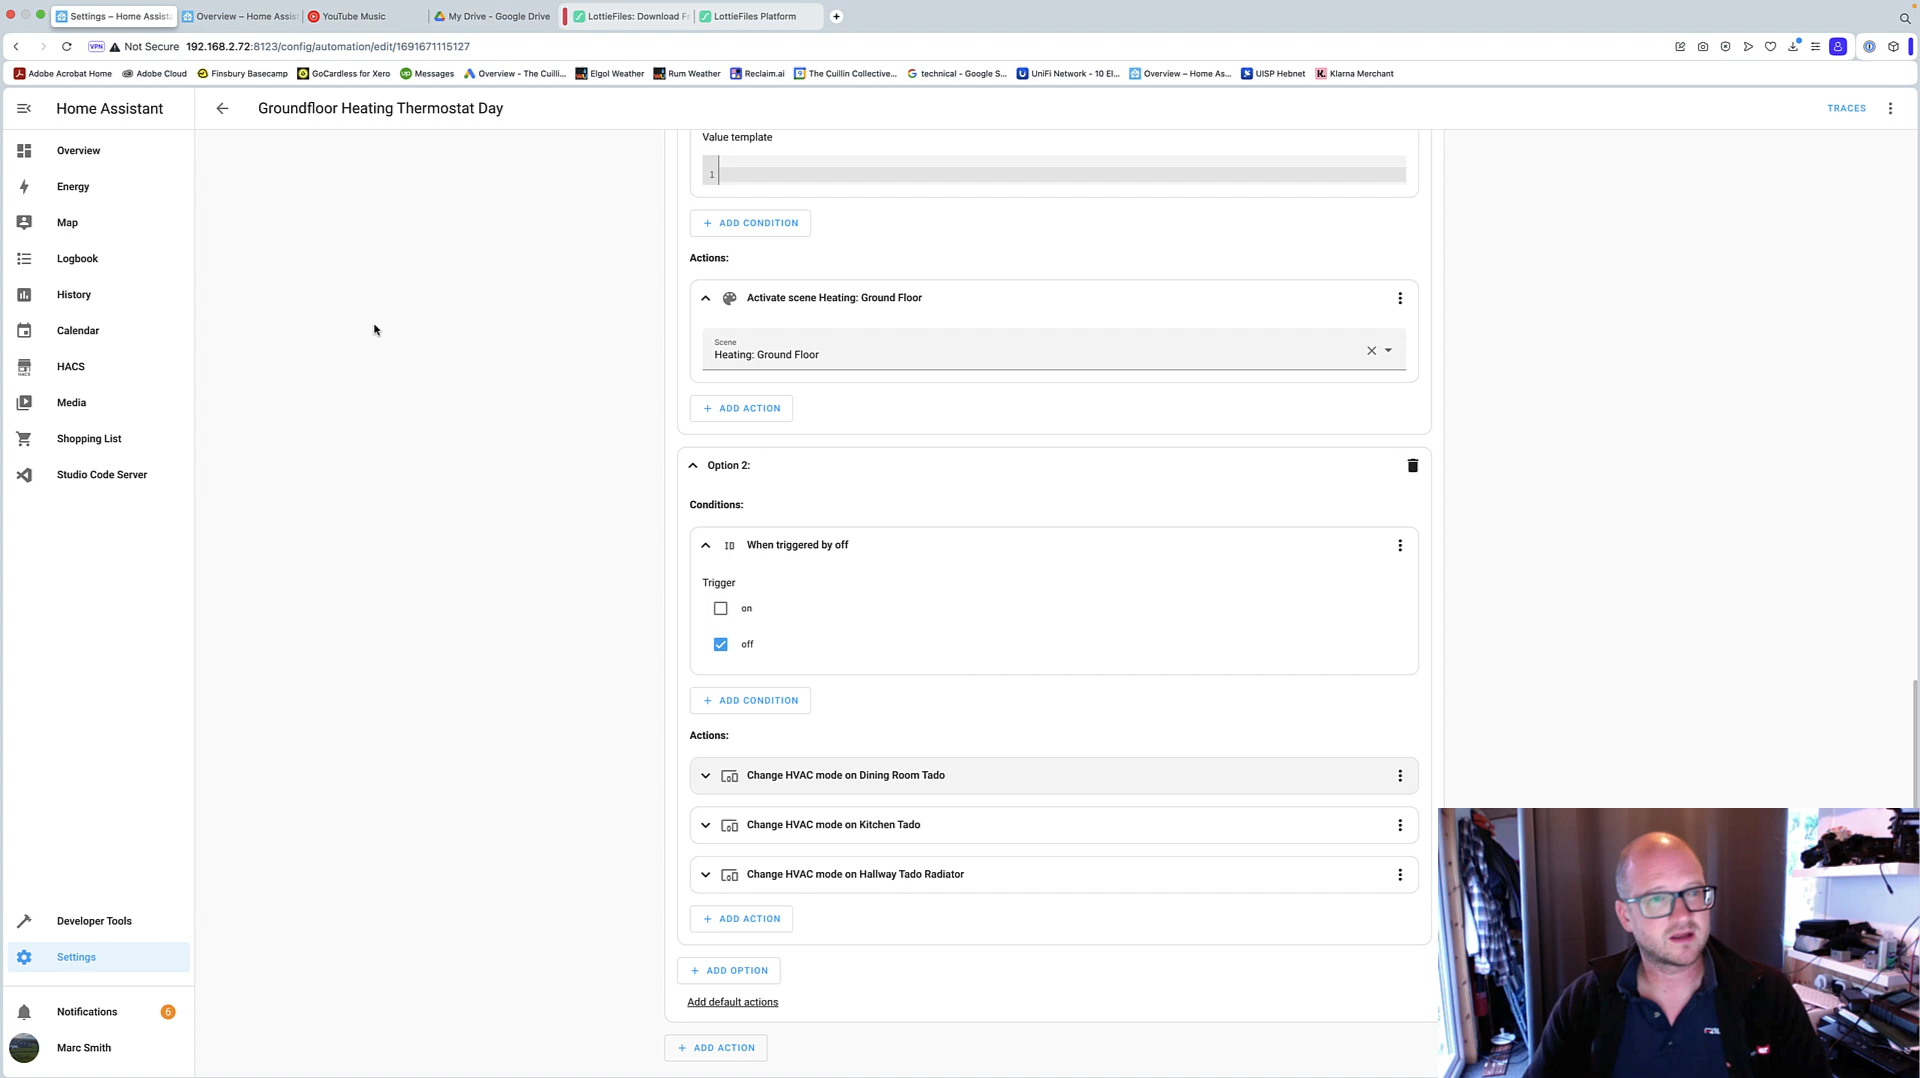 Settings – Home Assista
Overview – Home Assist
YouTube Music
My Drive - Google Drive
LottieFiles: Download Fr
LottieFiles Platform
VPN
Not Secure
192.168.2.72:8123/config/automation/edit/1691671115127
Adobe Acrobat Home
Adobe Cloud
Finsbury Basecamp
GoCardless for Xero
Messages
Overview - The Cuilli...
Elgol Weather
Rum Weather
Reclaim.ai
The Cuillin Collective...
technical - Google S...
UniFi Network - 10 El...
Overview – Home As...
UISP Hebnet
Klarna Merchant
Home Assistant
Groundfloor Heating Thermostat Day
TRACES
Overview
Energy
Map
Logbook
History
Calendar
HACS
Media
Shopping List
Studio Code Server
Developer Tools
Settings
Notifications
6
Marc Smith
Value template
1
ADD CONDITION
Actions:
Activate scene Heating: Ground Floor
Scene
Heating: Ground Floor
ADD ACTION
Option 2:
Conditions:
ID
When triggered by off
Trigger
on
off
ADD CONDITION
Actions:
Change HVAC mode on Dining Room Tado
Change HVAC mode on Kitchen Tado
Change HVAC mode on Hallway Tado Radiator
ADD ACTION
ADD OPTION
Add default actions
ADD ACTION